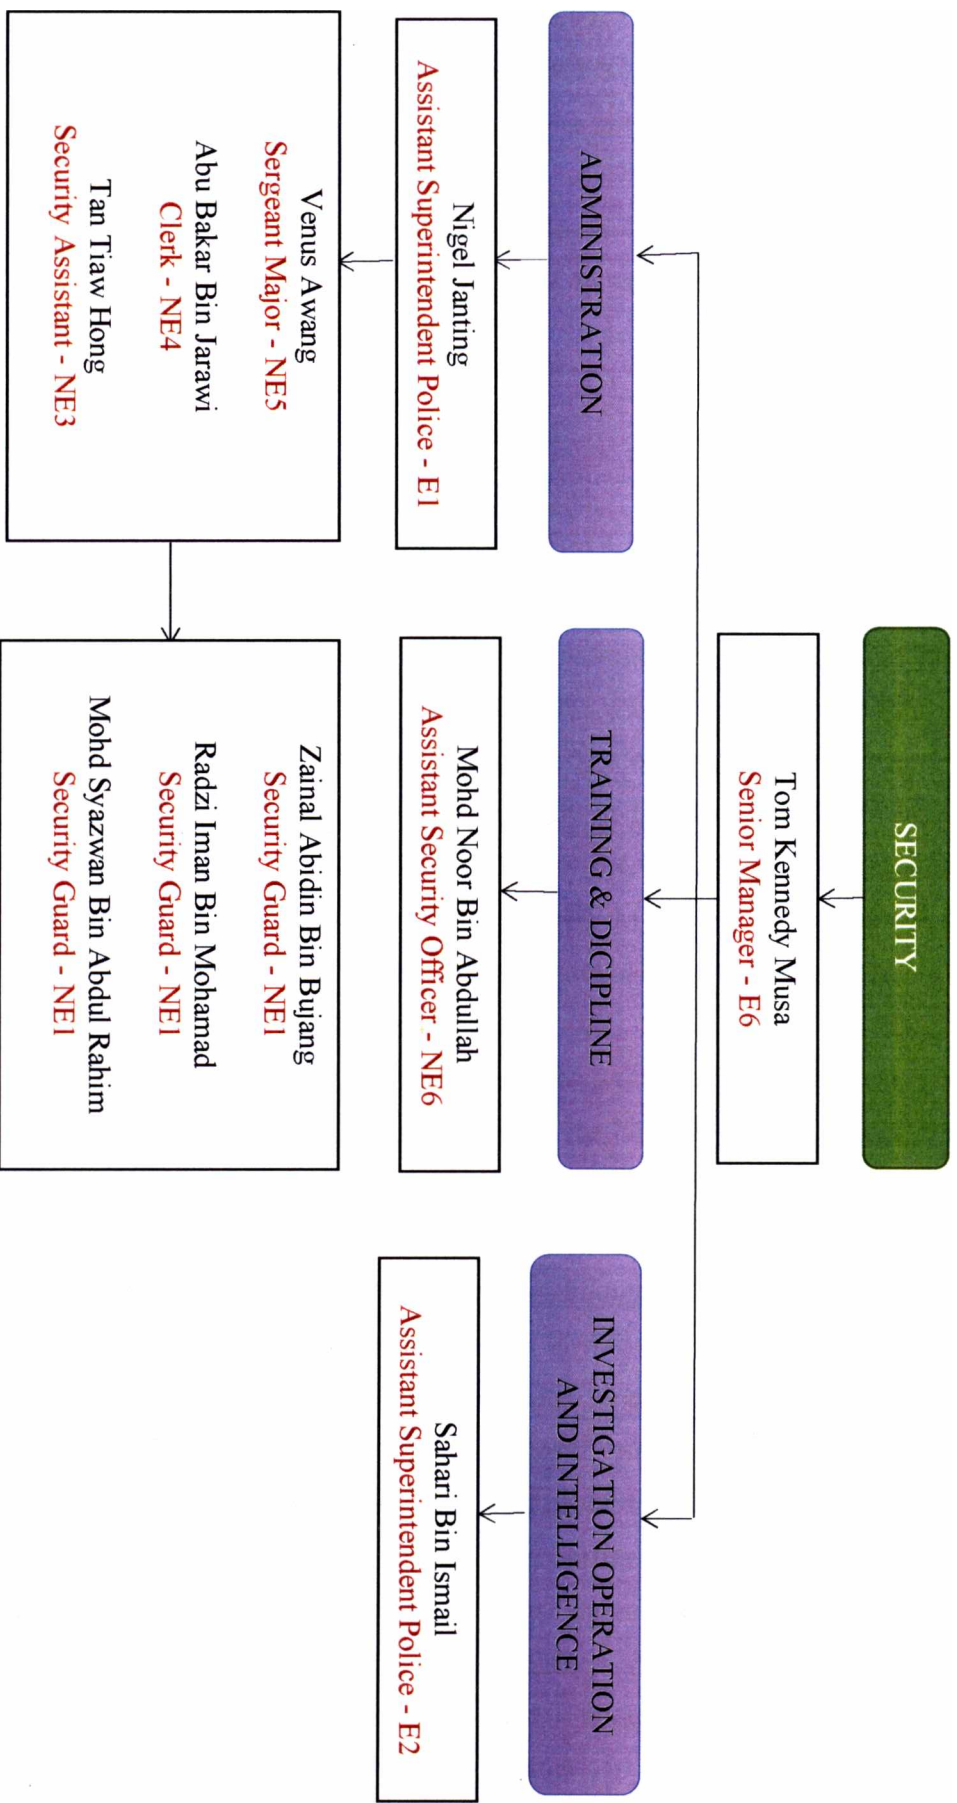 SECURITY
Tom Kennedy Musa
Senior Manager - E6
ADMINISTRATION
Nigel Janting
Assistant Superintendent Police - E1
Venus Awang
Sergeant Major - NE5
Abu Bakar Bin Jarawi
Clerk - NE4
Tan Tiaw Hong
Security Assistant - NE3
TRAINING & DICIPLINE
Mohd Noor Bin Abdullah
Assistant Security Officer - NE6
Zainal Abidin Bin Bujang
Security Guard - NE1
Radzi Iman Bin Mohamad
Security Guard - NE1
Mohd Syazwan Bin Abdul Rahim
Security Guard - NE1
INVESTIGATION OPERATION
AND INTELLIGENCE
Sahari Bin Ismail
Assistant Superintendent Police - E2